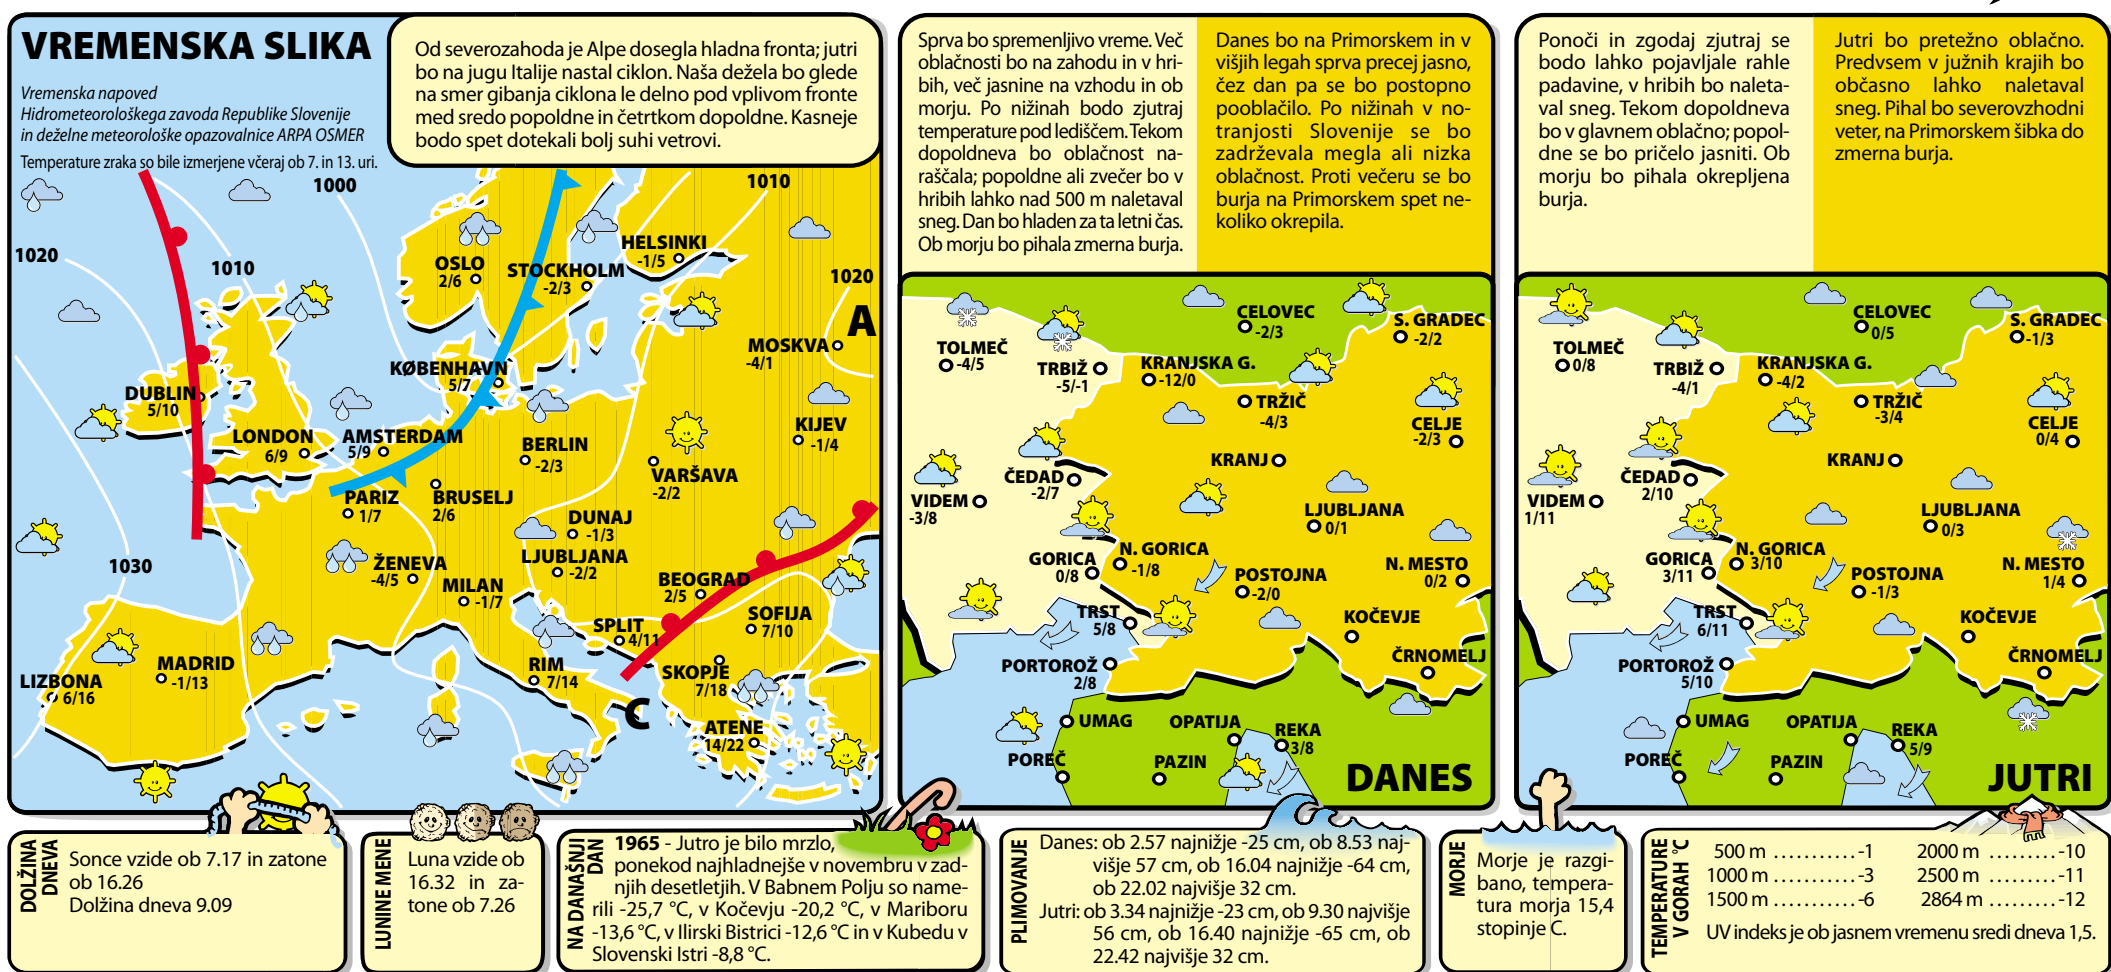 VREMENSKA SLIKA
Vremenska napoved
Hidrometeorološkega zavoda Republike Slovenije
in deželne meteorološke opazovalnice ARPA OSMER
Temperature zraka so bile izmerjene včeraj ob 7. in 13. uri.
Od severozahoda je Alpe dosegla hladna fronta; jutri
bo na jugu Italije nastal ciklon. Naša dežela bo glede
na smer gibanja ciklona le delno pod vplivom fronte
med sredo popoldne in četrtkom dopoldne. Kasneje
bodo spet dotekali bolj suhi vetrovi.
1000
1010
1020
1010
1020
1030
A
C
HELSINKI
-1/5
OSLO
2/6
STOCKHOLM
-2/3
MOSKVA
-4/1
KØBENHAVN
5/7
DUBLIN
5/10
LONDON
6/9
AMSTERDAM
5/9
BERLIN
-2/3
KIJEV
-1/4
VARŠAVA
-2/2
PARIZ
1/7
BRUSELJ
2/6
DUNAJ
-1/3
ŽENEVA
-4/5
LJUBLJANA
-2/2
MILAN
-1/7
BEOGRAD
2/5
SPLIT
4/11
SOFIJA
7/10
MADRID
-1/13
LIZBONA
6/16
RIM
7/14
SKOPJE
7/18
ATENE
14/22
Sprva bo spremenljivo vreme. Več
oblačnosti bo na zahodu in v hri-
bih, več jasnine na vzhodu in ob
morju. Po nižinah bodo zjutraj
temperature pod lediščem. Tekom
dopoldneva bo oblačnost na-
raščala; popoldne ali zvečer bo v
hribih lahko nad 500 m naletaval
sneg. Dan bo hladen za ta letni čas.
Ob morju bo pihala zmerna burja.
Danes bo na Primorskem in v
višjih legah sprva precej jasno,
čez dan pa se bo postopno
pooblačilo. Po nižinah v no-
tranjosti Slovenije se bo
zadrževala megla ali nizka
oblačnost. Proti večeru se bo
burja na Primorskem spet ne-
koliko okrepila.
CELOVEC
-2/3
S. GRADEC
-2/2
TOLMEČ
-4/5
TRBIŽ
-5/-1
KRANJSKA G.
-12/0
TRŽIČ
-4/3
CELJE
-2/3
KRANJ
ČEDAD
-2/7
VIDEM
-3/8
LJUBLJANA
0/1
GORICA
0/8
N. GORICA
-1/8
POSTOJNA
-2/0
N. MESTO
0/2
TRST
5/8
KOČEVJE
PORTOROŽ
2/8
ČRNOMELJ
UMAG
OPATIJA
REKA
3/8
POREČ
PAZIN
DANES
Ponoči in zgodaj zjutraj se
bodo lahko pojavljale rahle
padavine, v hribih bo naleta-
val sneg. Tekom dopoldneva
bo v glavnem oblačno; popol-
dne se bo pričelo jasniti. Ob
morju bo pihala okrepljena
burja.
Jutri bo pretežno oblačno.
Predvsem v južnih krajih bo
občasno lahko naletaval
sneg. Pihal bo severovzhodni
veter, na Primorskem šibka do
zmerna burja.
CELOVEC
0/5
S. GRADEC
-1/3
TOLMEČ
0/8
TRBIŽ
-4/1
KRANJSKA G.
-4/2
TRŽIČ
-3/4
CELJE
0/4
KRANJ
ČEDAD
2/10
VIDEM
1/11
LJUBLJANA
0/3
GORICA
3/11
N. GORICA
3/10
POSTOJNA
-1/3
N. MESTO
1/4
TRST
6/11
KOČEVJE
PORTOROŽ
5/10
ČRNOMELJ
UMAG
OPATIJA
REKA
5/9
POREČ
PAZIN
JUTRI
DOLŽINA
DNEVA
Sonce vzide ob 7.17 in zatone
ob 16.26
Dolžina dneva 9.09
LUNINE MENE
Luna vzide ob
16.32 in za-
tone ob 7.26
NA DANAŠNJI
DAN
1965 - Jutro je bilo mrzlo,
ponekod najhladnejše v novembru v zad-
njih desetletjih. V Babnem Polju so name-
rili -25,7 °C, v Kočevju -20,2 °C, v Mariboru
-13,6 °C, v Ilirski Bistrici -12,6 °C in v Kubedu v
Slovenski Istri -8,8 °C.
PLIMOVANJE
Danes: ob 2.57 najnižje -25 cm, ob 8.53 naj-
višje 57 cm, ob 16.04 najnižje -64 cm,
ob 22.02 najvišje 32 cm.
Jutri: ob 3.34 najnižje -23 cm, ob 9.30 najvišje
56 cm, ob 16.40 najnižje -65 cm, ob
22.42 najvišje 32 cm.
MORJE
Morje je razgi-
bano, tempera-
tura morja 15,4
stopinje C.
TEMPERATURE
V GORAH °C
500 m ...........-1
1000 m ...........-3
1500 m ...........-6
2000 m .........-10
2500 m .........-11
2864 m .........-12
UV indeks je ob jasnem vremenu sredi dneva 1,5.